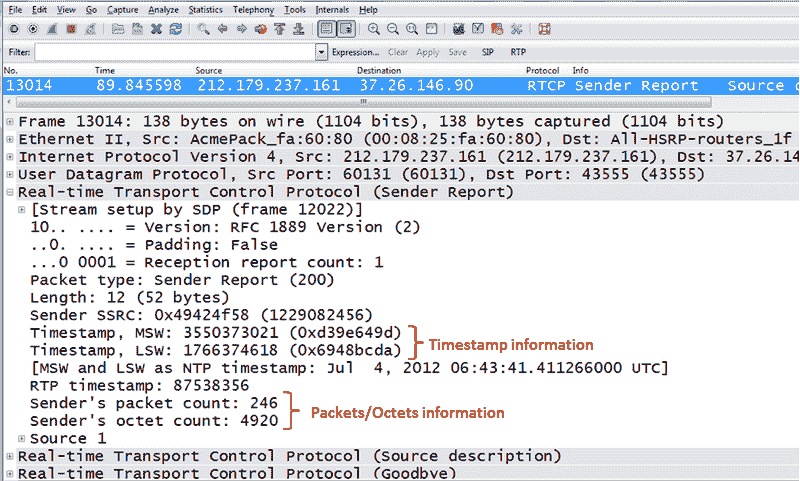 File Edit View Go Capture Analyze Statistics Telephony Tools Internals Help
Filter: Expression... Clear Apply Save SIP RTP
No. Time Source Destination Protocol Info
13014 89.845598 212.179.237.161 37.26.146.90 RTCP Sender Report Source
Frame 13014: 138 bytes on wire (1104 bits), 138 bytes captured (1104 bits)
Ethernet II, Src: AcmePack_fa:60:80 (00:08:25:fa:60:80), Dst: All-HSRP-routers_1f
Internet Protocol Version 4, Src: 212.179.237.161 (212.179.237.161), Dst: 37.26.14
User Datagram Protocol, Src Port: 60131 (60131), Dst Port: 43555 (43555)
Real-time Transport Control Protocol (Sender Report)
[Stream setup by SDP (frame 12022)]
10.. .... = Version: RFC 1889 Version (2)
..0. .... = Padding: False
...0 0001 = Reception report count: 1
Packet type: Sender Report (200)
Length: 12 (52 bytes)
Sender SSRC: 0x49424f58 (1229082456)
Timestamp, MSW: 3550373021 (0xd39e649d)
Timestamp information
Timestamp, LSW: 1766374618 (0x6948bcda)
[MSW and LSW as NTP timestamp: Jul 4, 2012 06:43:41.411266000 UTC]
RTP timestamp: 87538356
Sender's packet count: 246
Packets/Octets information
Sender's octet count: 4920
Source 1
Real-time Transport Control Protocol (Source description)
Real-time Transport Control Protocol (Goodbye)